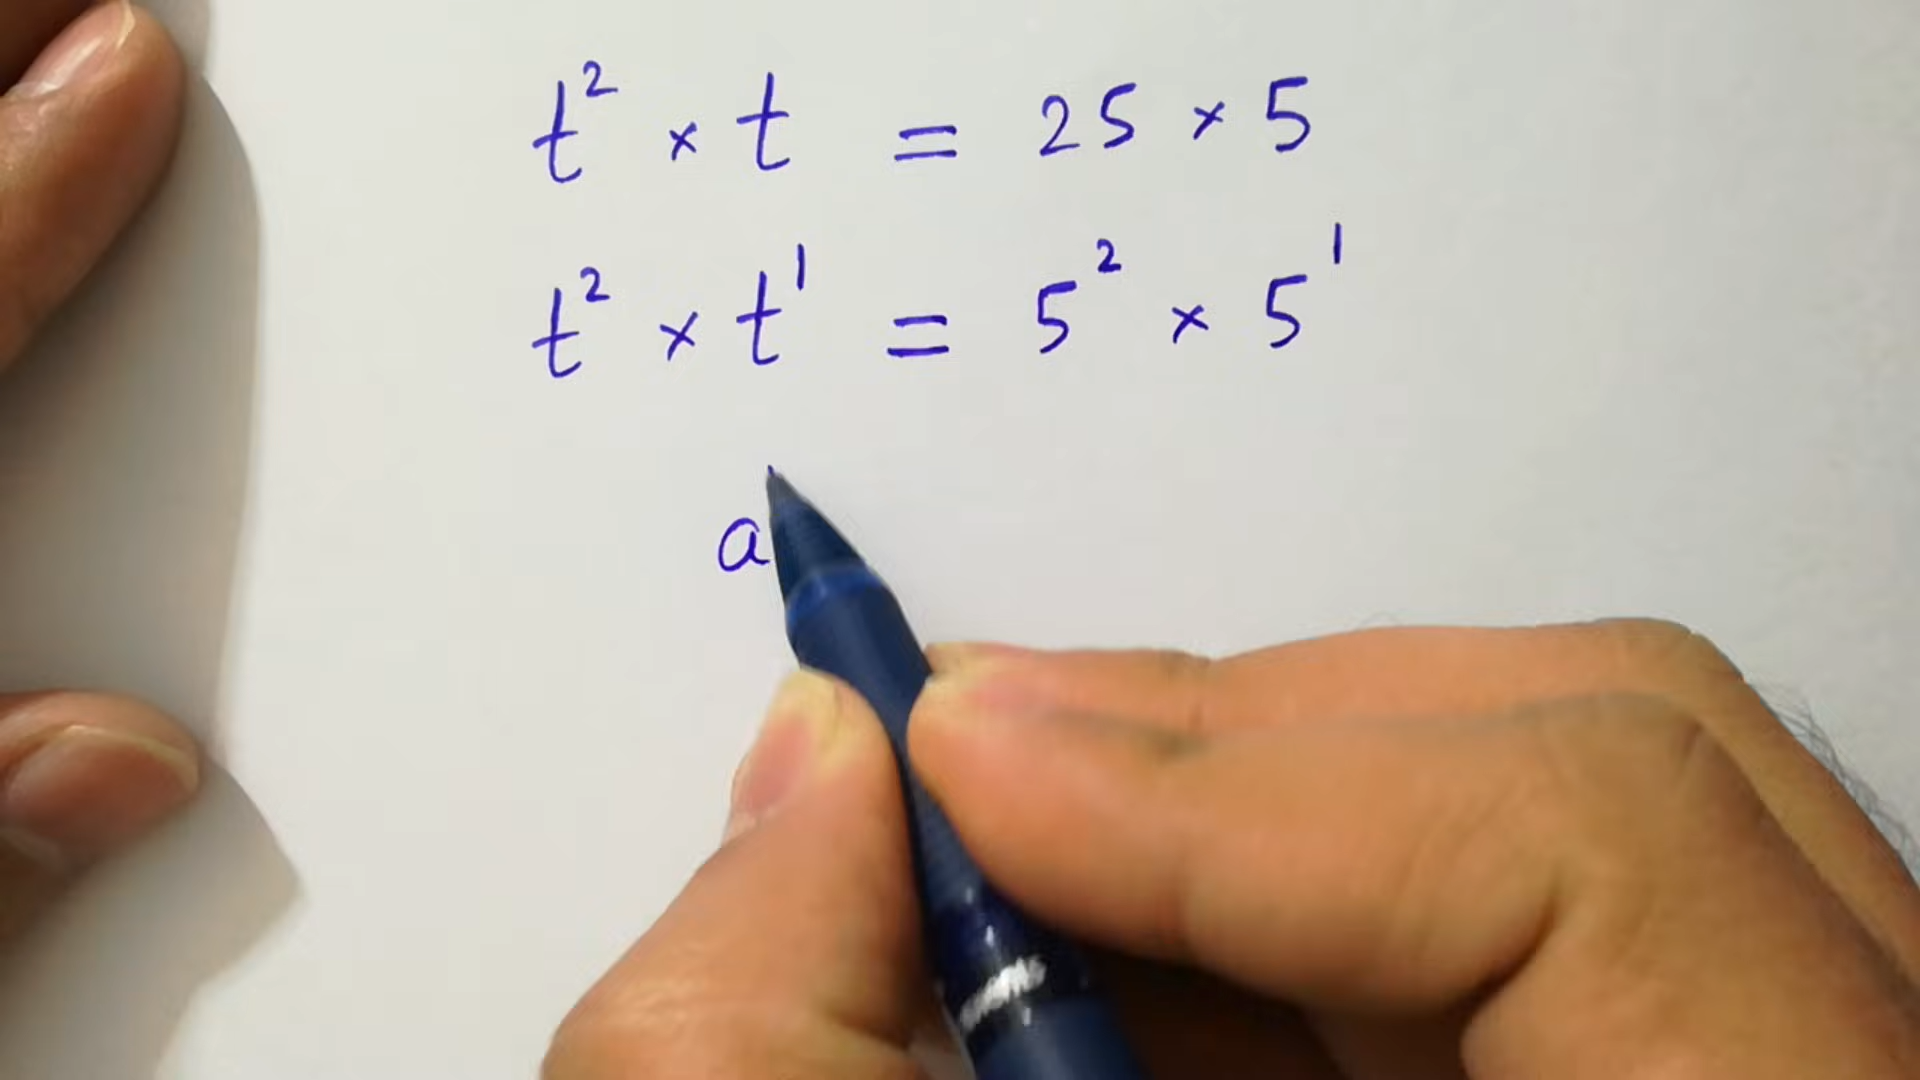 t² × t = 25 × 5
t² × t¹ = 5² × 5¹
a